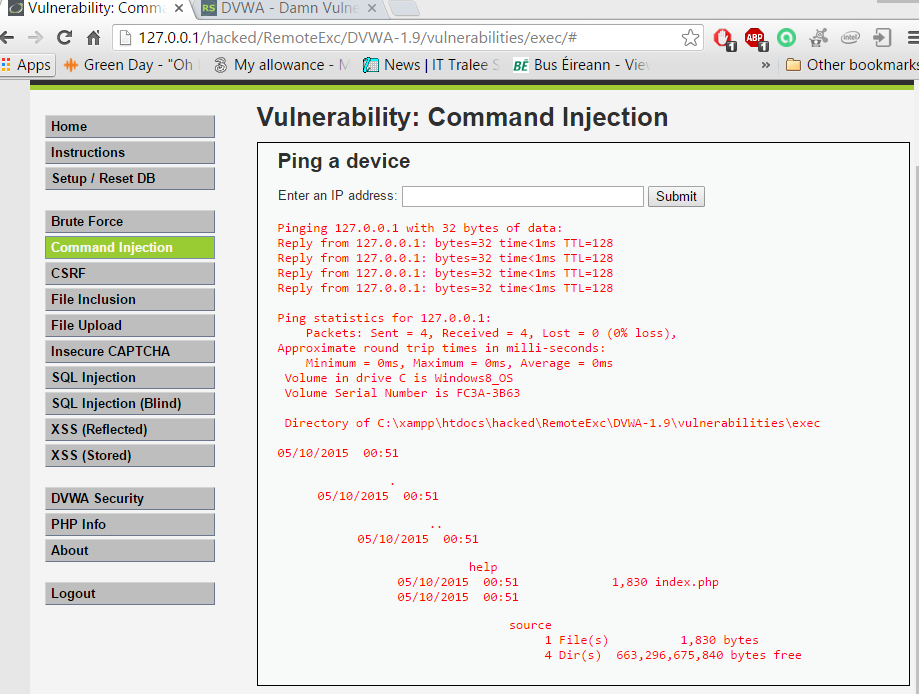 Vulnerability: Comma
RS DVWA - Damn Vulne
127.0.0.1/hacked/RemoteExc/DVWA-1.9/vulnerabilities/exec/#
1 ABP 1 intel
Apps Green Day - "Oh My allowance - M News | IT Tralee S BÉ Bus Éireann - Viev » Other bookmarks
Vulnerability: Command Injection
Home
Instructions
Setup / Reset DB
Brute Force
Command Injection
CSRF
File Inclusion
File Upload
Insecure CAPTCHA
SQL Injection
SQL Injection (Blind)
XSS (Reflected)
XSS (Stored)
DVWA Security
PHP Info
About
Logout
Ping a device
Enter an IP address: Submit
Pinging 127.0.0.1 with 32 bytes of data:
Reply from 127.0.0.1: bytes=32 time<1ms TTL=128
Reply from 127.0.0.1: bytes=32 time<1ms TTL=128
Reply from 127.0.0.1: bytes=32 time<1ms TTL=128
Reply from 127.0.0.1: bytes=32 time<1ms TTL=128
Ping statistics for 127.0.0.1:
Packets: Sent = 4, Received = 4, Lost = 0 (0% loss),
Approximate round trip times in milli-seconds:
Minimum = 0ms, Maximum = 0ms, Average = 0ms
Volume in drive C is Windows8_OS
Volume Serial Number is FC3A-3B63
Directory of C:\xampp\htdocs\hacked\RemoteExc\DVWA-1.9\vulnerabilities\exec
05/10/2015 00:51
.
05/10/2015 00:51
..
05/10/2015 00:51
help
05/10/2015 00:51 1,830 index.php
05/10/2015 00:51
source
1 File(s) 1,830 bytes
4 Dir(s) 663,296,675,840 bytes free